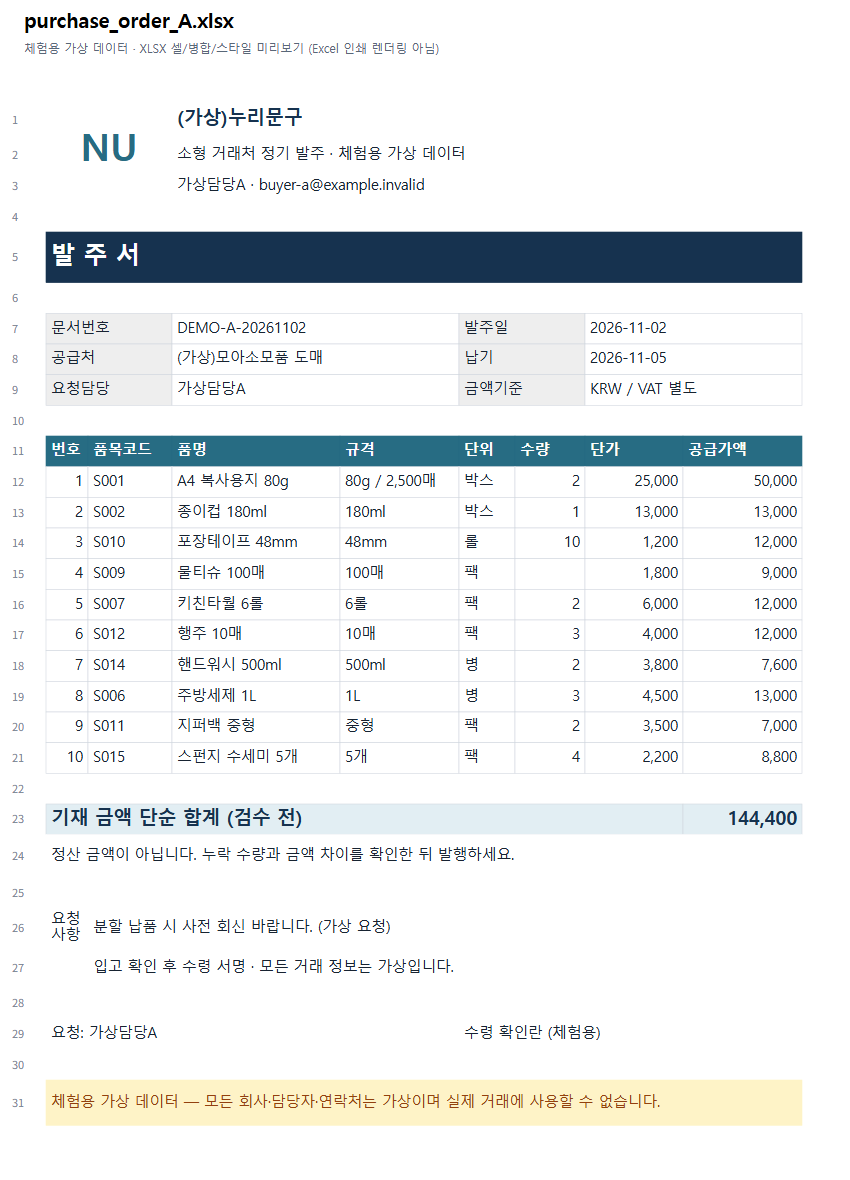 purchase_order_A.xlsx
체험용 가상 데이터 · XLSX 셀/병합/스타일 미리보기 (Excel 인쇄 렌더링 아님)
1 (가상)누리문구
NU
2 소형 거래처 정기 발주 · 체험용 가상 데이터
3 가상담당A · buyer-a@example.invalid
4
5 발 주 서
6
7 문서번호 DEMO-A-20261102 발주일 2026-11-02
8 공급처 (가상)모아소모품 도매 납기 2026-11-05
9 요청담당 가상담당A 금액기준 KRW / VAT 별도
10
11 번호 품목코드 품명 규격 단위 수량 단가 공급가액
12 1 S001 A4 복사용지 80g 80g / 2,500매 박스 2 25,000 50,000
13 2 S002 종이컵 180ml 180ml 박스 1 13,000 13,000
14 3 S010 포장테이프 48mm 48mm 롤 10 1,200 12,000
15 4 S009 물티슈 100매 100매 팩 1,800 9,000
16 5 S007 키친타월 6롤 6롤 팩 2 6,000 12,000
17 6 S012 행주 10매 10매 팩 3 4,000 12,000
18 7 S014 핸드워시 500ml 500ml 병 2 3,800 7,600
19 8 S006 주방세제 1L 1L 병 3 4,500 13,000
20 9 S011 지퍼백 중형 중형 팩 2 3,500 7,000
21 10 S015 스펀지 수세미 5개 5개 팩 4 2,200 8,800
22
23 기재 금액 단순 합계 (검수 전) 144,400
24 정산 금액이 아닙니다. 누락 수량과 금액 차이를 확인한 뒤 발행하세요.
25
26 요청 사항 분할 납품 시 사전 회신 바랍니다. (가상 요청)
27 입고 확인 후 수령 서명 · 모든 거래 정보는 가상입니다.
28
29 요청: 가상담당A 수령 확인란 (체험용)
30
31 체험용 가상 데이터 — 모든 회사·담당자·연락처는 가상이며 실제 거래에 사용할 수 없습니다.